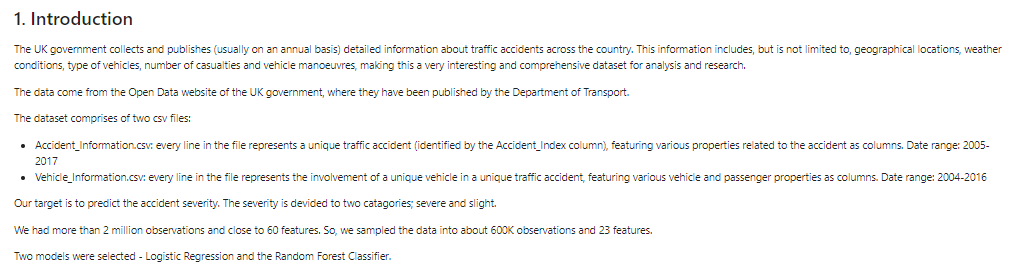 1. Introduction
The UK government collects and publishes (usually on an annual basis) detailed information about traffic accidents across the country. This information includes, but is not limited to, geographical locations, weather
conditions, type of vehicles, number of casualties and vehicle manoeuvres, making this a very interesting and comprehensive dataset for analysis and research.
The data come from the Open Data website of the UK government, where they have been published by the Department of Transport.
The dataset comprises of two csv files:
• Accident_Information.csv: every line in the file represents a unique traffic accident (identified by the Accident_Index column), featuring various properties related to the accident as columns. Date range: 2005-
2017
• Vehicle_Information.csv: every line in the file represents the involvement of a unique vehicle in a unique traffic accident, featuring various vehicle and passenger properties as columns. Date range: 2004-2016
Our target is to predict the accident severity. The severity is devided to two catagories; severe and slight.
We had more than 2 million observations and close to 60 features. So, we sampled the data into about 600K observations and 23 features.
Two models were selected - Logistic Regression and the Random Forest Classifier.